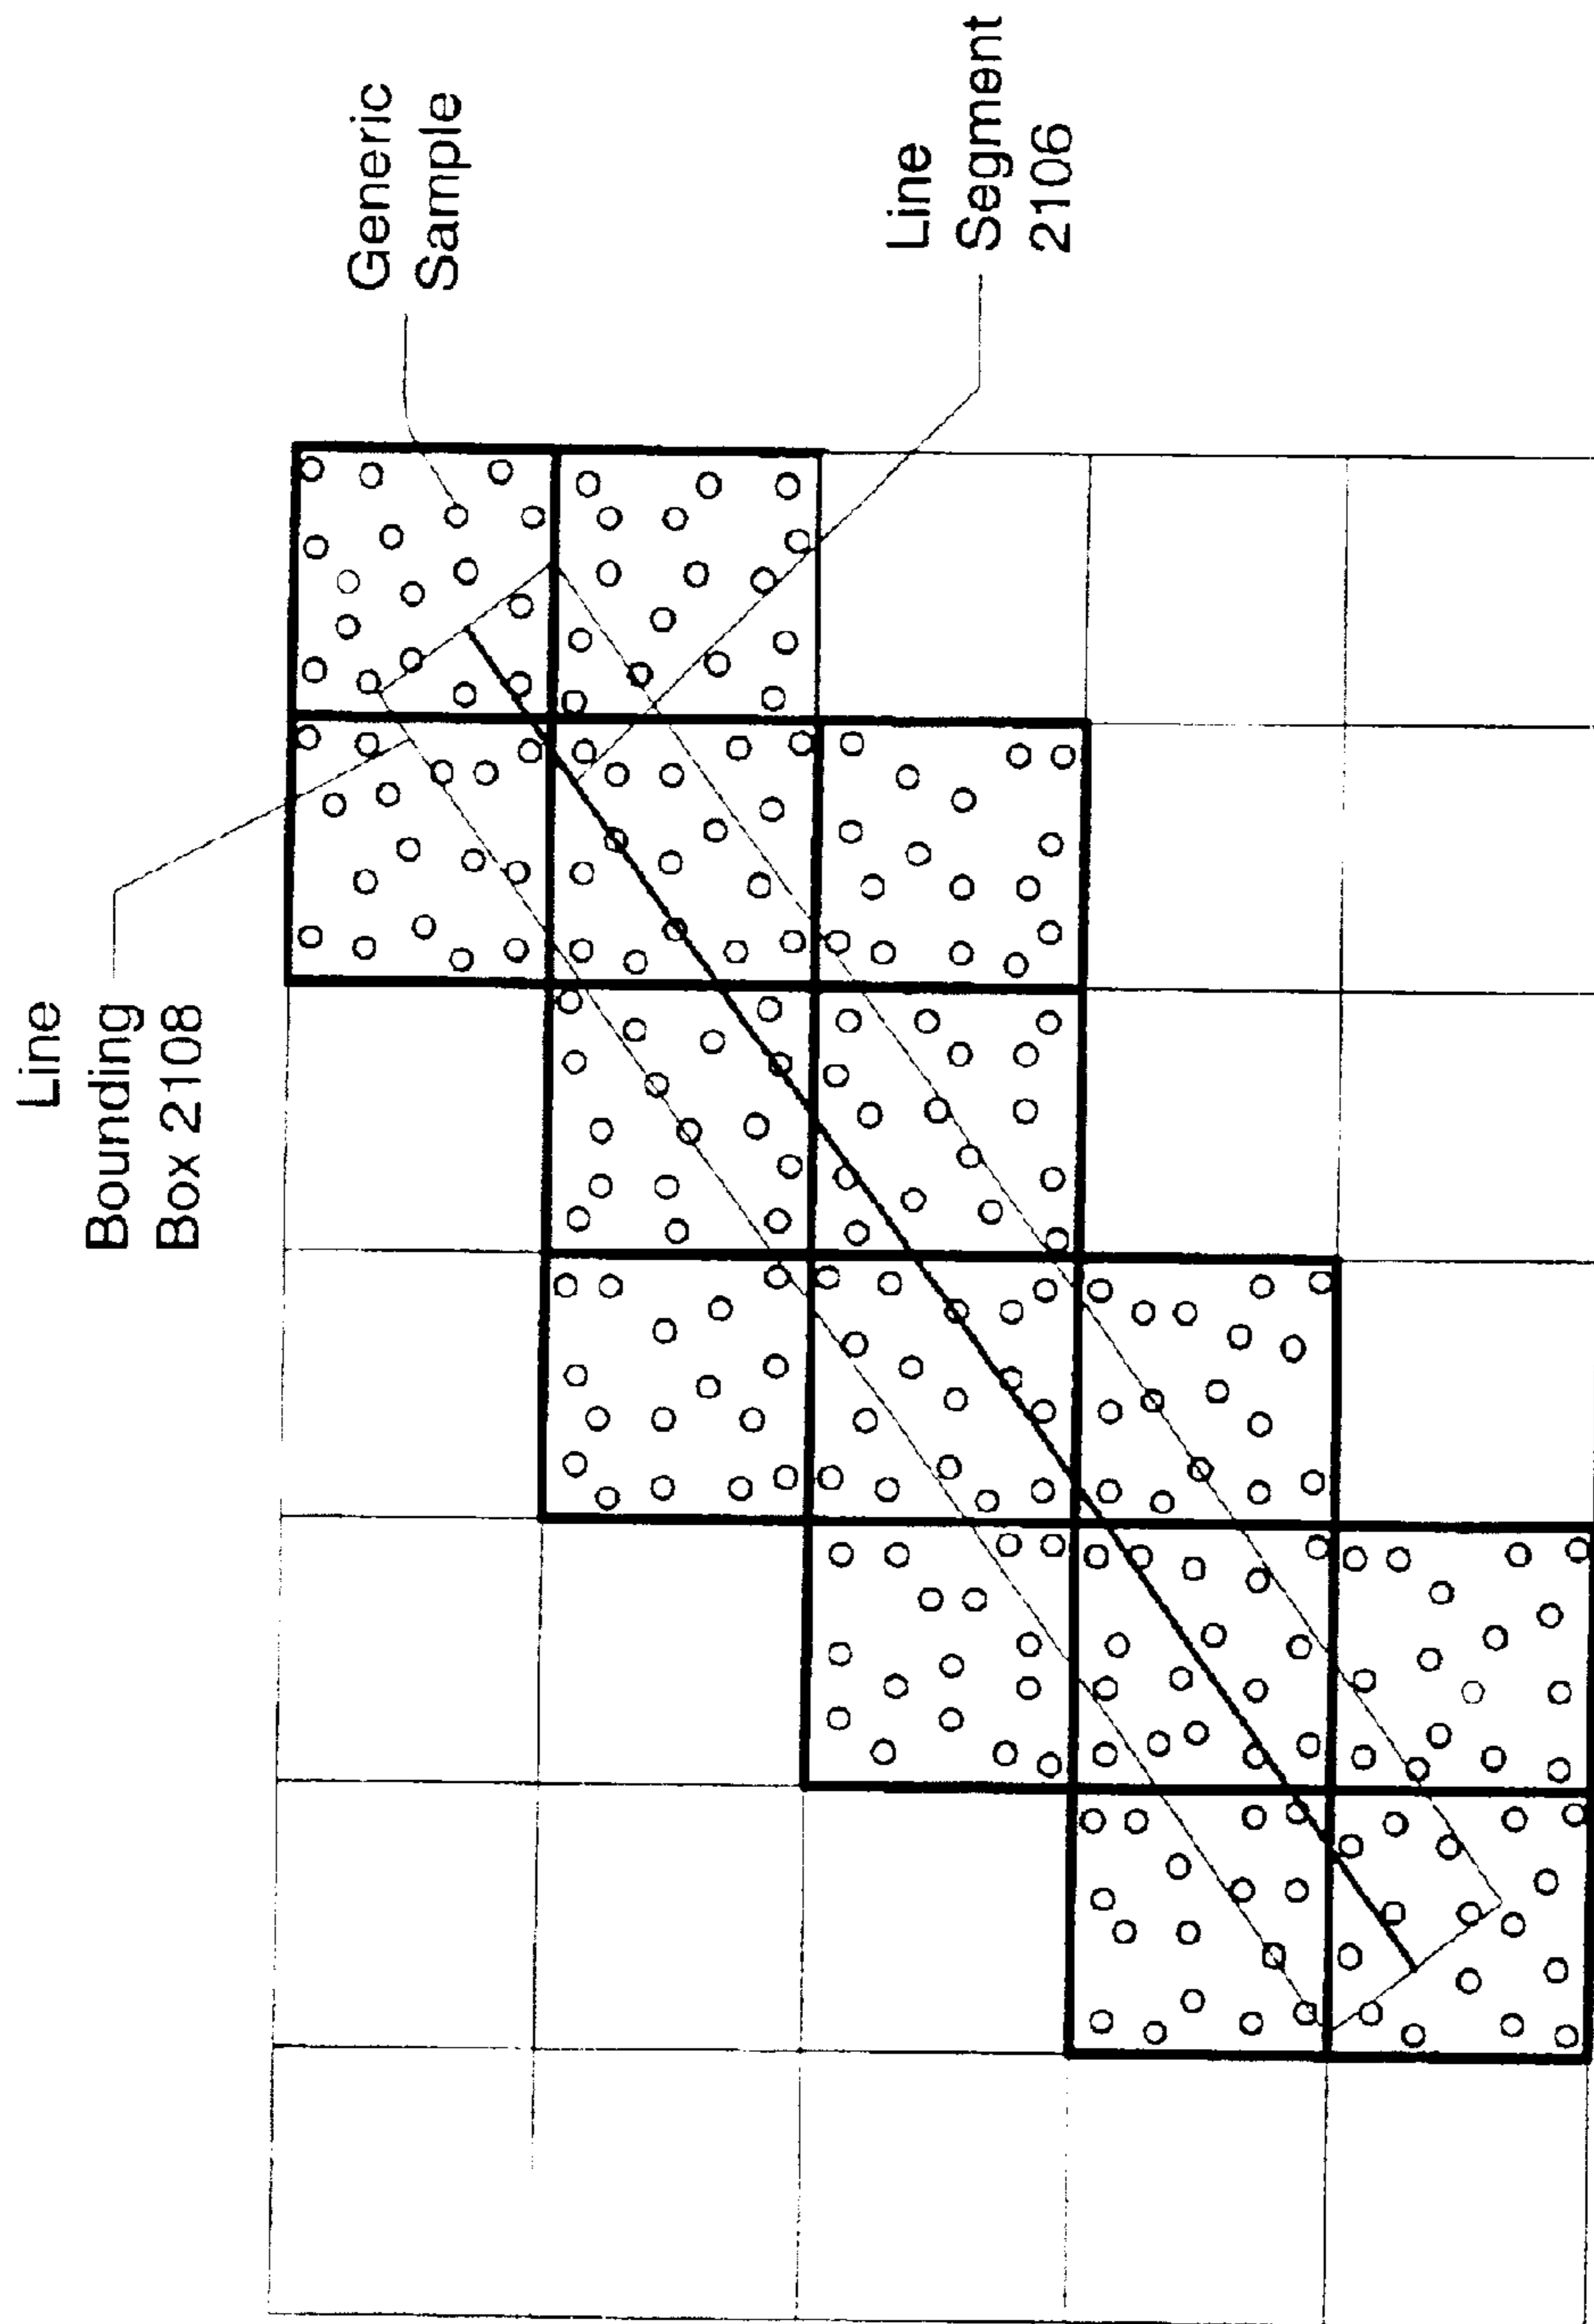 Line
Bounding
Box 2108
Generic
Sample
Line
Segment
2106